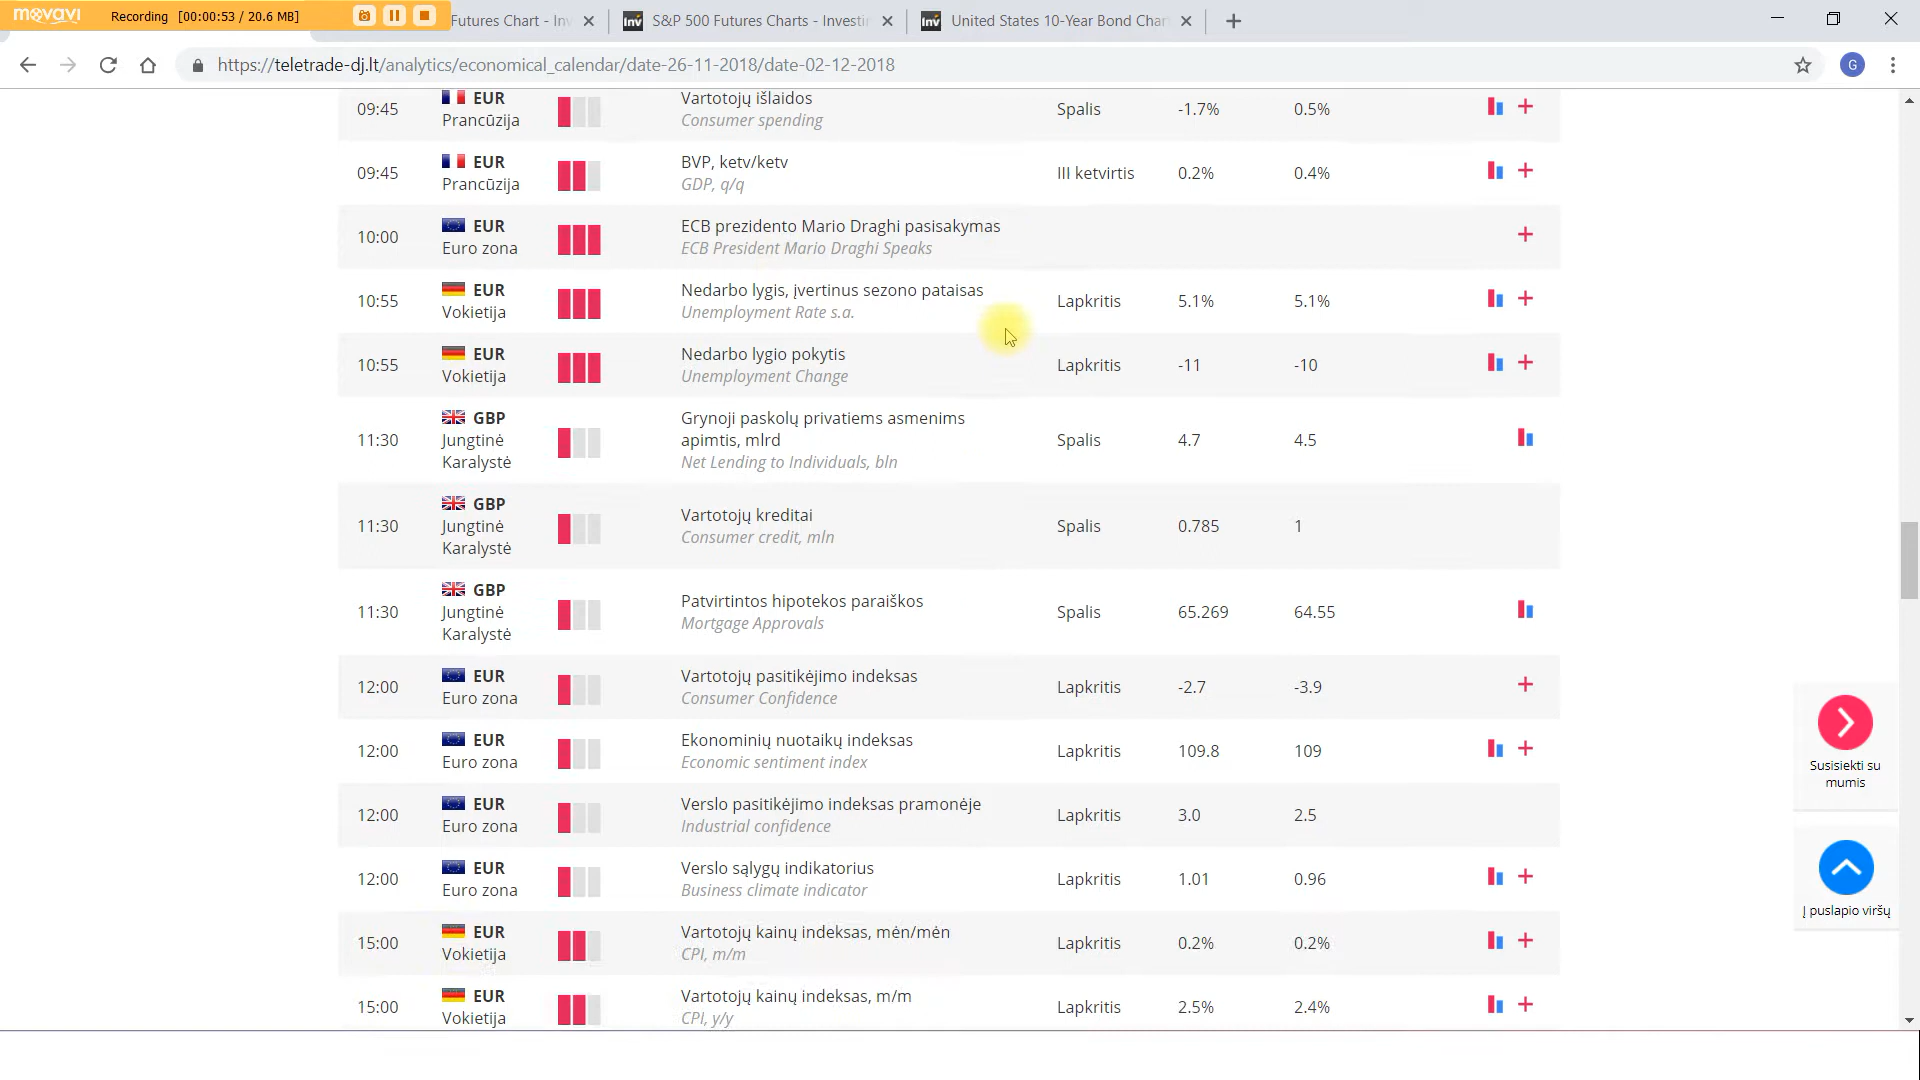 movavi Recording [00:00:53 / 20.6 MB] Futures Chart - Inv S&P 500 Futures Charts - Investi United States 10-Year Bond Char
https://teletrade-dj.lt/analytics/economical_calendar/date-26-11-2018/date-02-12-2018 G
09:45 EUR Prancūzija Vartotojų išlaidos Spalis -1.7% 0.5%
Consumer spending
09:45 EUR Prancūzija BVP, ketv/ketv III ketvirtis 0.2% 0.4%
GDP, q/q
10:00 EUR Euro zona ECB prezidento Mario Draghi pasisakymas
ECB President Mario Draghi Speaks
10:55 EUR Vokietija Nedarbo lygis, įvertinus sezono pataisas Lapkritis 5.1% 5.1%
Unemployment Rate s.a.
10:55 EUR Vokietija Nedarbo lygio pokytis Lapkritis -11 -10
Unemployment Change
11:30 GBP Jungtinė Karalystė Grynoji paskolų privatiems asmenims
apimtis, mlrd Spalis 4.7 4.5
Net Lending to Individuals, bln
11:30 GBP Jungtinė Karalystė Vartotojų kreditai Spalis 0.785 1
Consumer credit, mln
11:30 GBP Jungtinė Karalystė Patvirtintos hipotekos paraiškos Spalis 65.269 64.55
Mortgage Approvals
12:00 EUR Euro zona Vartotojų pasitikėjimo indeksas Lapkritis -2.7 -3.9
Consumer Confidence
12:00 EUR Euro zona Ekonominių nuotaikų indeksas Lapkritis 109.8 109
Economic sentiment index
12:00 EUR Euro zona Verslo pasitikėjimo indeksas pramonėje Lapkritis 3.0 2.5
Industrial confidence
12:00 EUR Euro zona Verslo sąlygų indikatorius Lapkritis 1.01 0.96
Business climate indicator
15:00 EUR Vokietija Vartotojų kainų indeksas, mėn/mėn Lapkritis 0.2% 0.2%
CPI, m/m
15:00 EUR Vokietija Vartotojų kainų indeksas, m/m Lapkritis 2.5% 2.4%
CPI, y/y
Susisiekti su
mumis
Į puslapio viršų